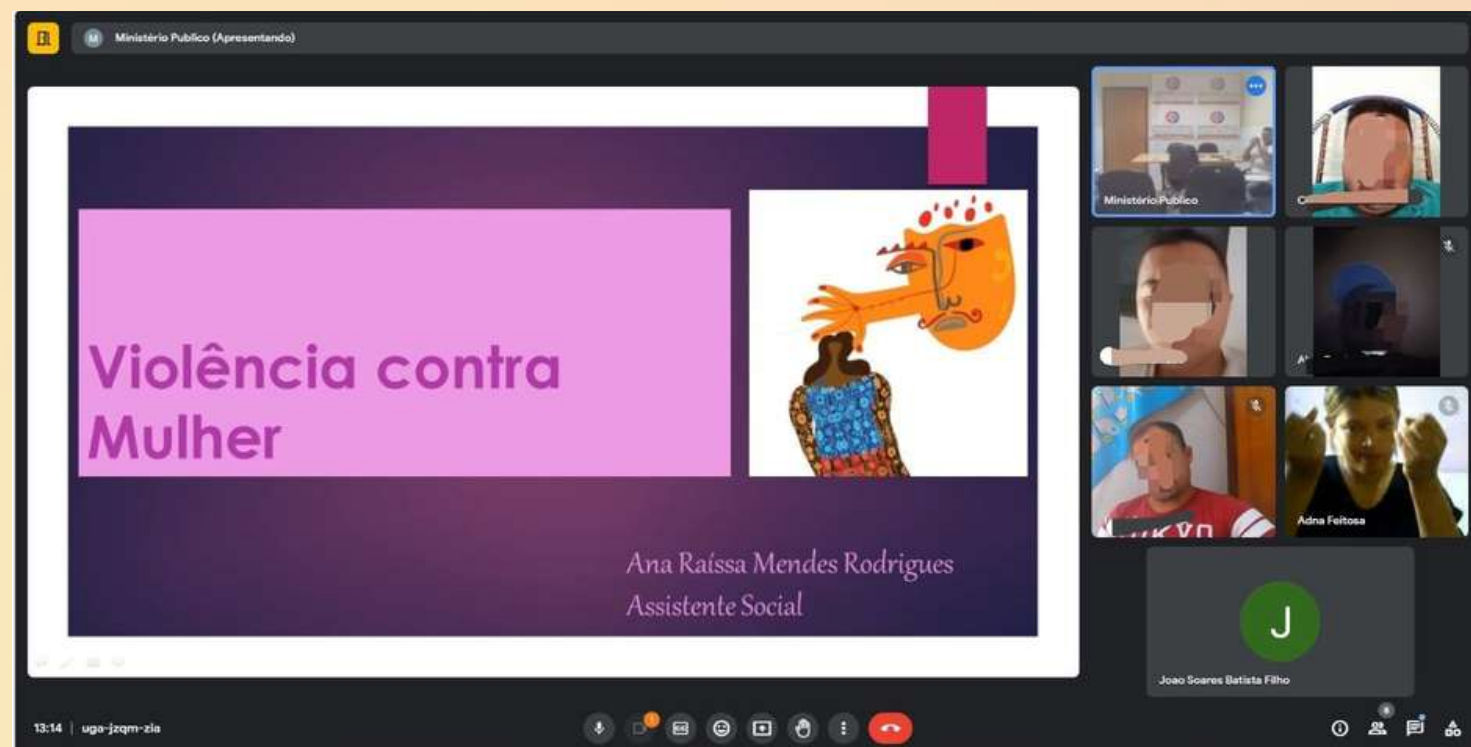 Ministério Publico (Apresentando)
Violência contra
Mulher
Ana Raíssa Mendes Rodrigues
Assistente Social
Ministério Publico
Adna Feitosa
J
Joao Soares Batista Filho
13:14 | uga-jzqm-zia